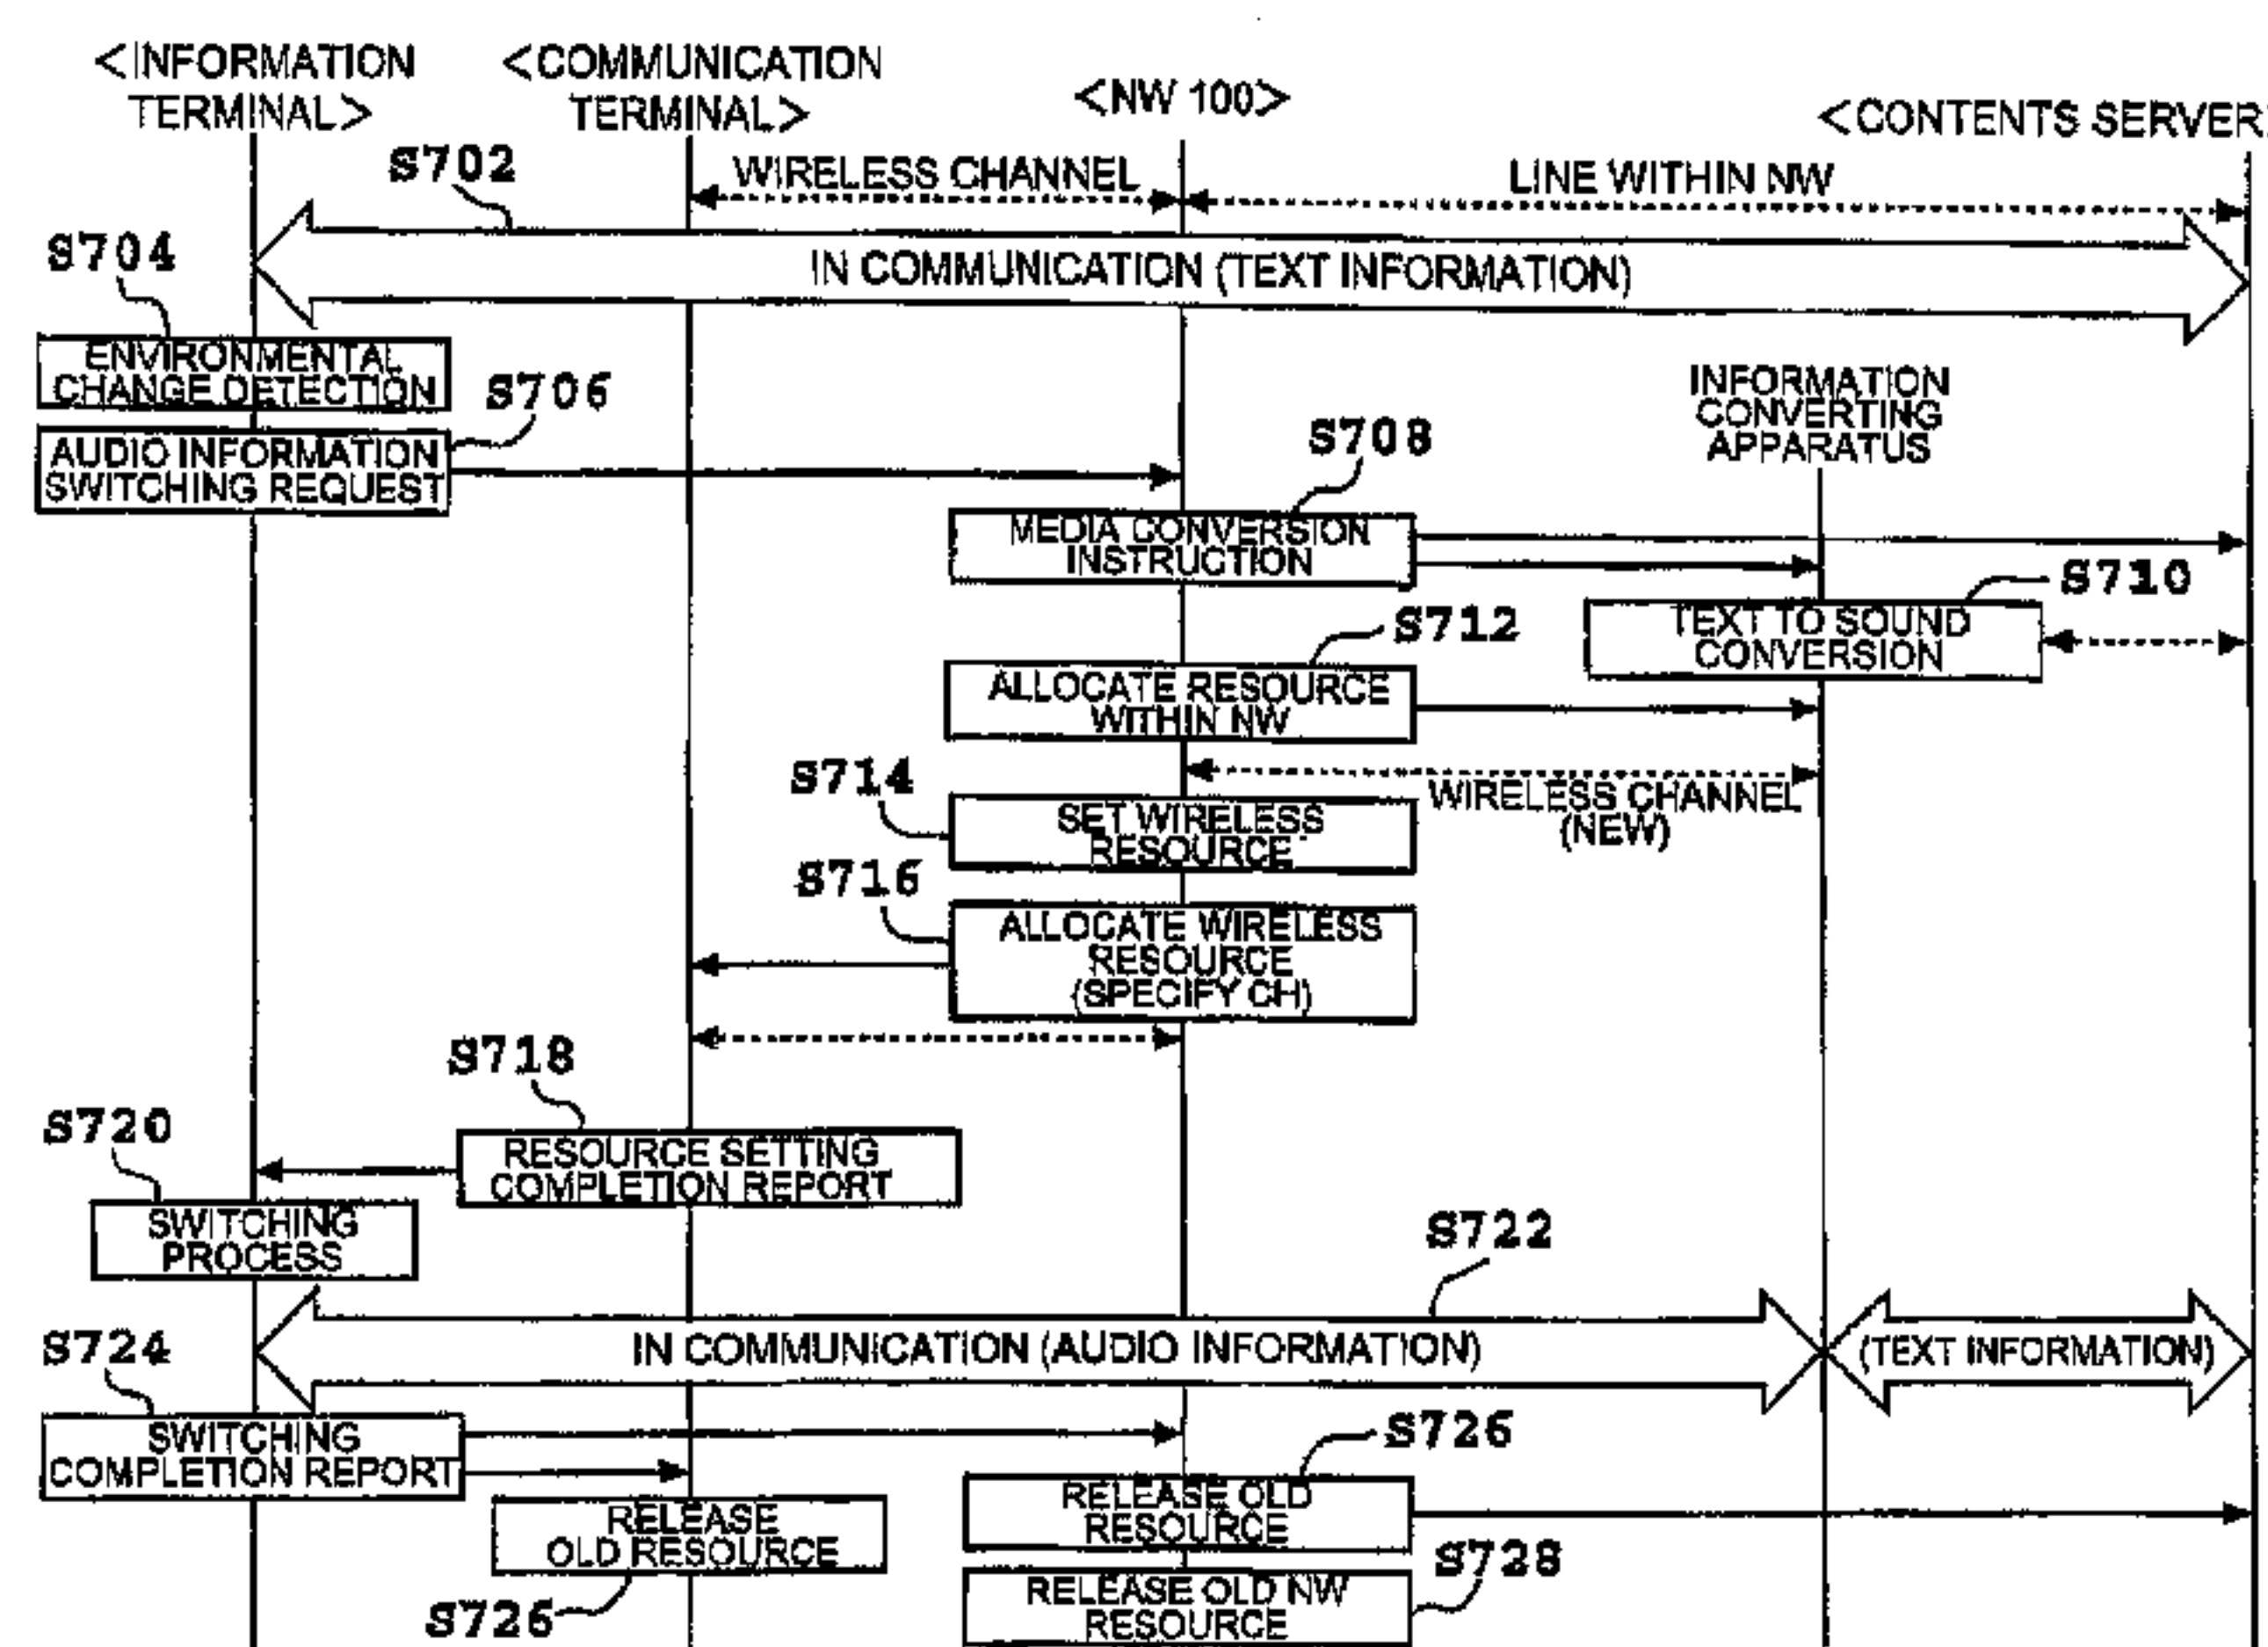 <INFORMATION
TERMINAL>
<COMMUNICATION
TERMINAL>
<NW 100>
<CONTENTS SERVER
S702
WIRELESS CHANNEL
LINE WITHIN NW
IN COMMUNICATION (TEXT INFORMATION)
S704
ENVIRONMENTAL
CHANGE DETECTION
S706
AUDIO INFORMATION
SWITCHING REQUEST
INFORMATION
CONVERTING
APPARATUS
S708
MEDIA CONVERSION
INSTRUCTION
S710
TEXT TO SOUND
CONVERSION
S712
ALLOCATE RESOURCE
WITHIN NW
WIRELESS CHANNEL
(NEW)
S714
SET WIRELESS
RESOURCE
S716
ALLOCATE WIRELESS
RESOURCE
(SPECIFY CH)
S718
RESOURCE SETTING
COMPLETION REPORT
S720
SWITCHING
PROCESS
S722
IN COMMUNICATION (AUDIO INFORMATION)
(TEXT INFORMATION)
S724
SWITCHING
COMPLETION REPORT
S726
RELEASE OLD
RESOURCE
RELEASE
OLD RESOURCE
S726
S728
RELEASE OLD NW
RESOURCE